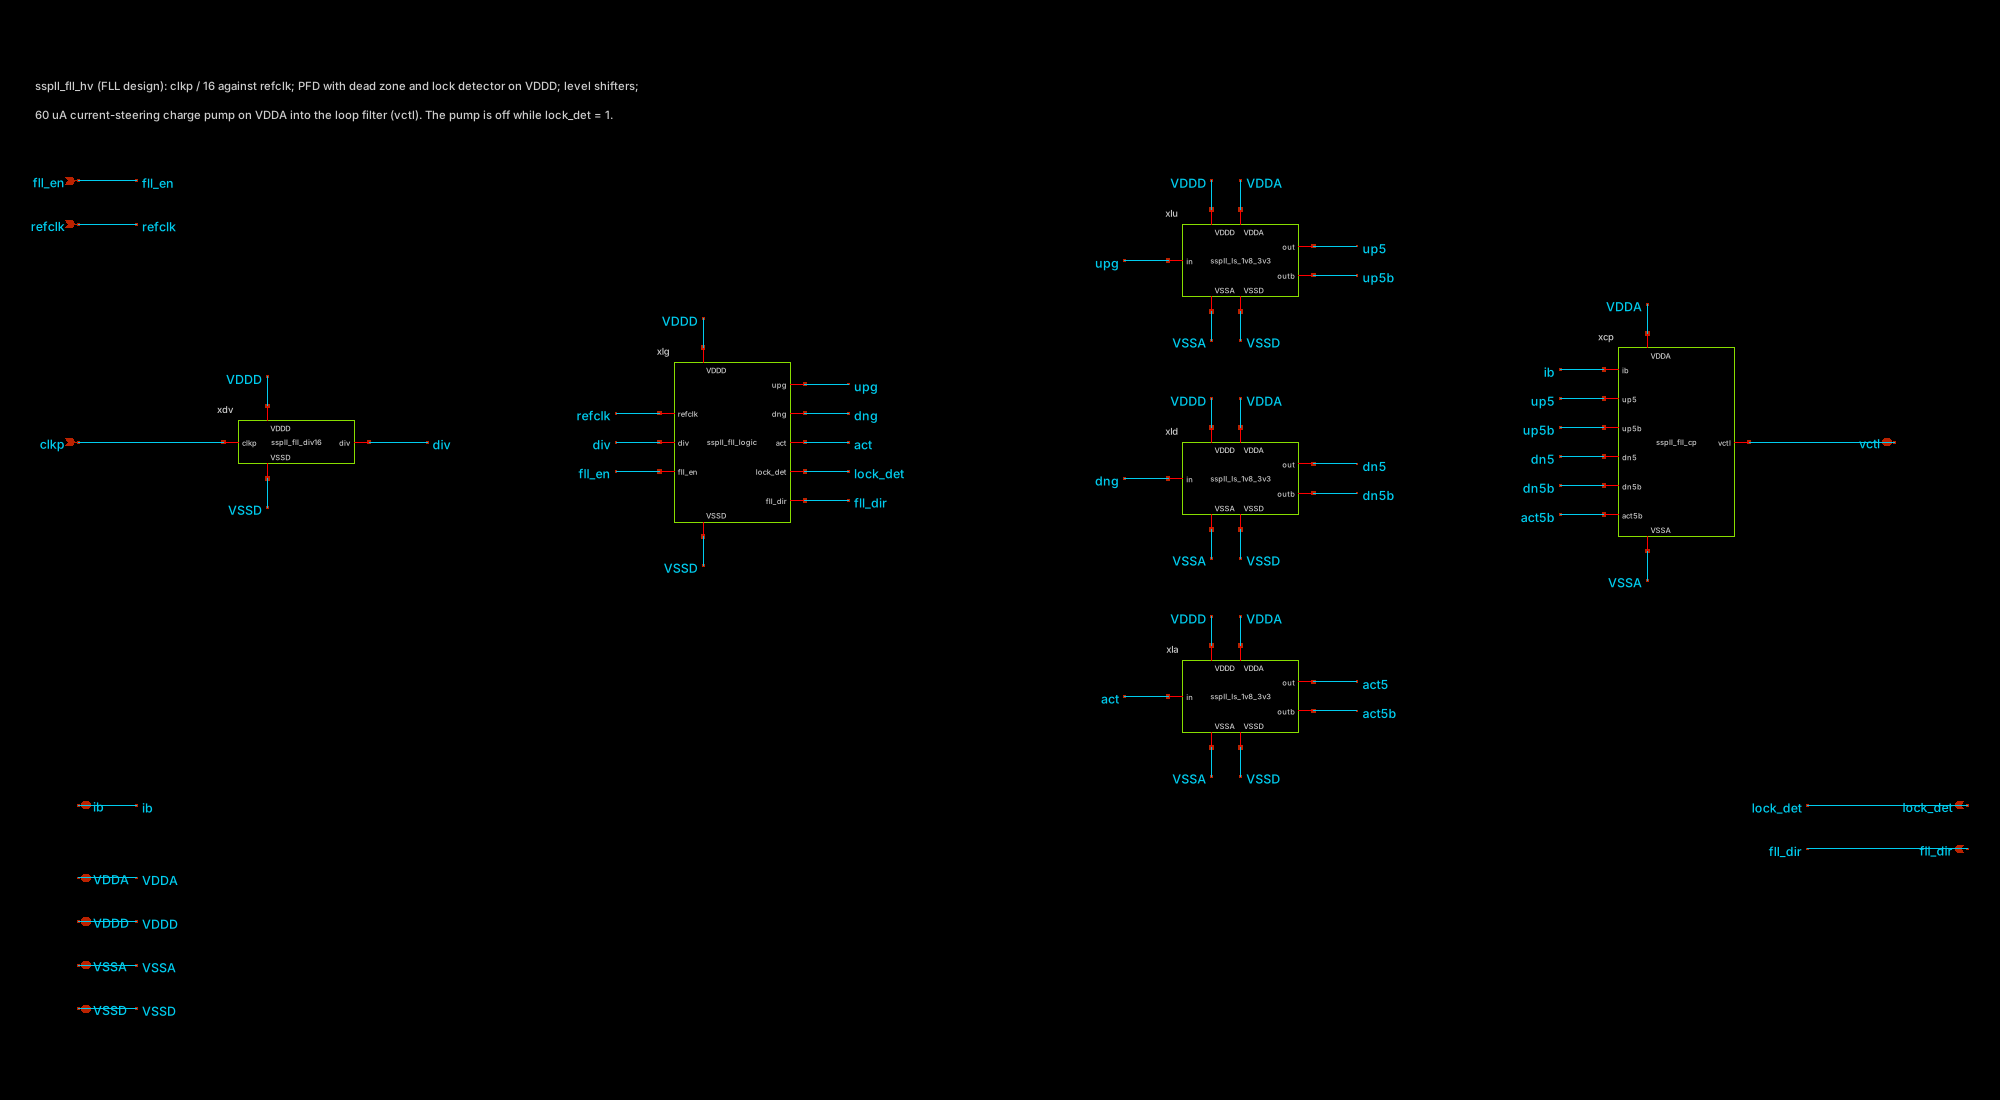 sspll_fll_hv (FLL design): clkp / 16 against refclk; PFD with dead zone and lock detector on VDDD; level shifters;
60 uA current-steering charge pump on VDDA into the loop filter (vctl). The pump is off while lock_det = 1.
fll_en fll_en
refclk refclk
clkp
xdv
VDDD
VDDD
clkp sspll_fll_div16 div
VSSD
VSSD
div
xlg
VDDD
VDDD
refclk
div
fll_en
refclk
div
fll_en
sspll_fll_logic
upg
dng
act
lock_det
fll_dir
VSSD
VSSD
upg
dng
act
lock_det
fll_dir
VDDD VDDA
xlu
VDDD VDDA
upg
in sspll_ls_1v8_3v3
out
outb
up5
up5b
VSSA VSSD
VSSA VSSD
VDDD VDDA
xld
VDDD VDDA
dng
in sspll_ls_1v8_3v3
out
outb
dn5
dn5b
VSSA VSSD
VSSA VSSD
VDDD VDDA
xla
VDDD VDDA
act
in sspll_ls_1v8_3v3
out
outb
act5
act5b
VSSA VSSD
VSSA VSSD
VDDA
xcp
VDDA
ib
up5
up5b
dn5
dn5b
act5b
ib
up5
up5b
dn5
dn5b
act5b
sspll_fll_cp
vctl
vctl
VSSA
VSSA
ib ib
VDDA VDDA
VDDD VDDD
VSSA VSSA
VSSD VSSD
lock_det lock_det
fll_dir fll_dir